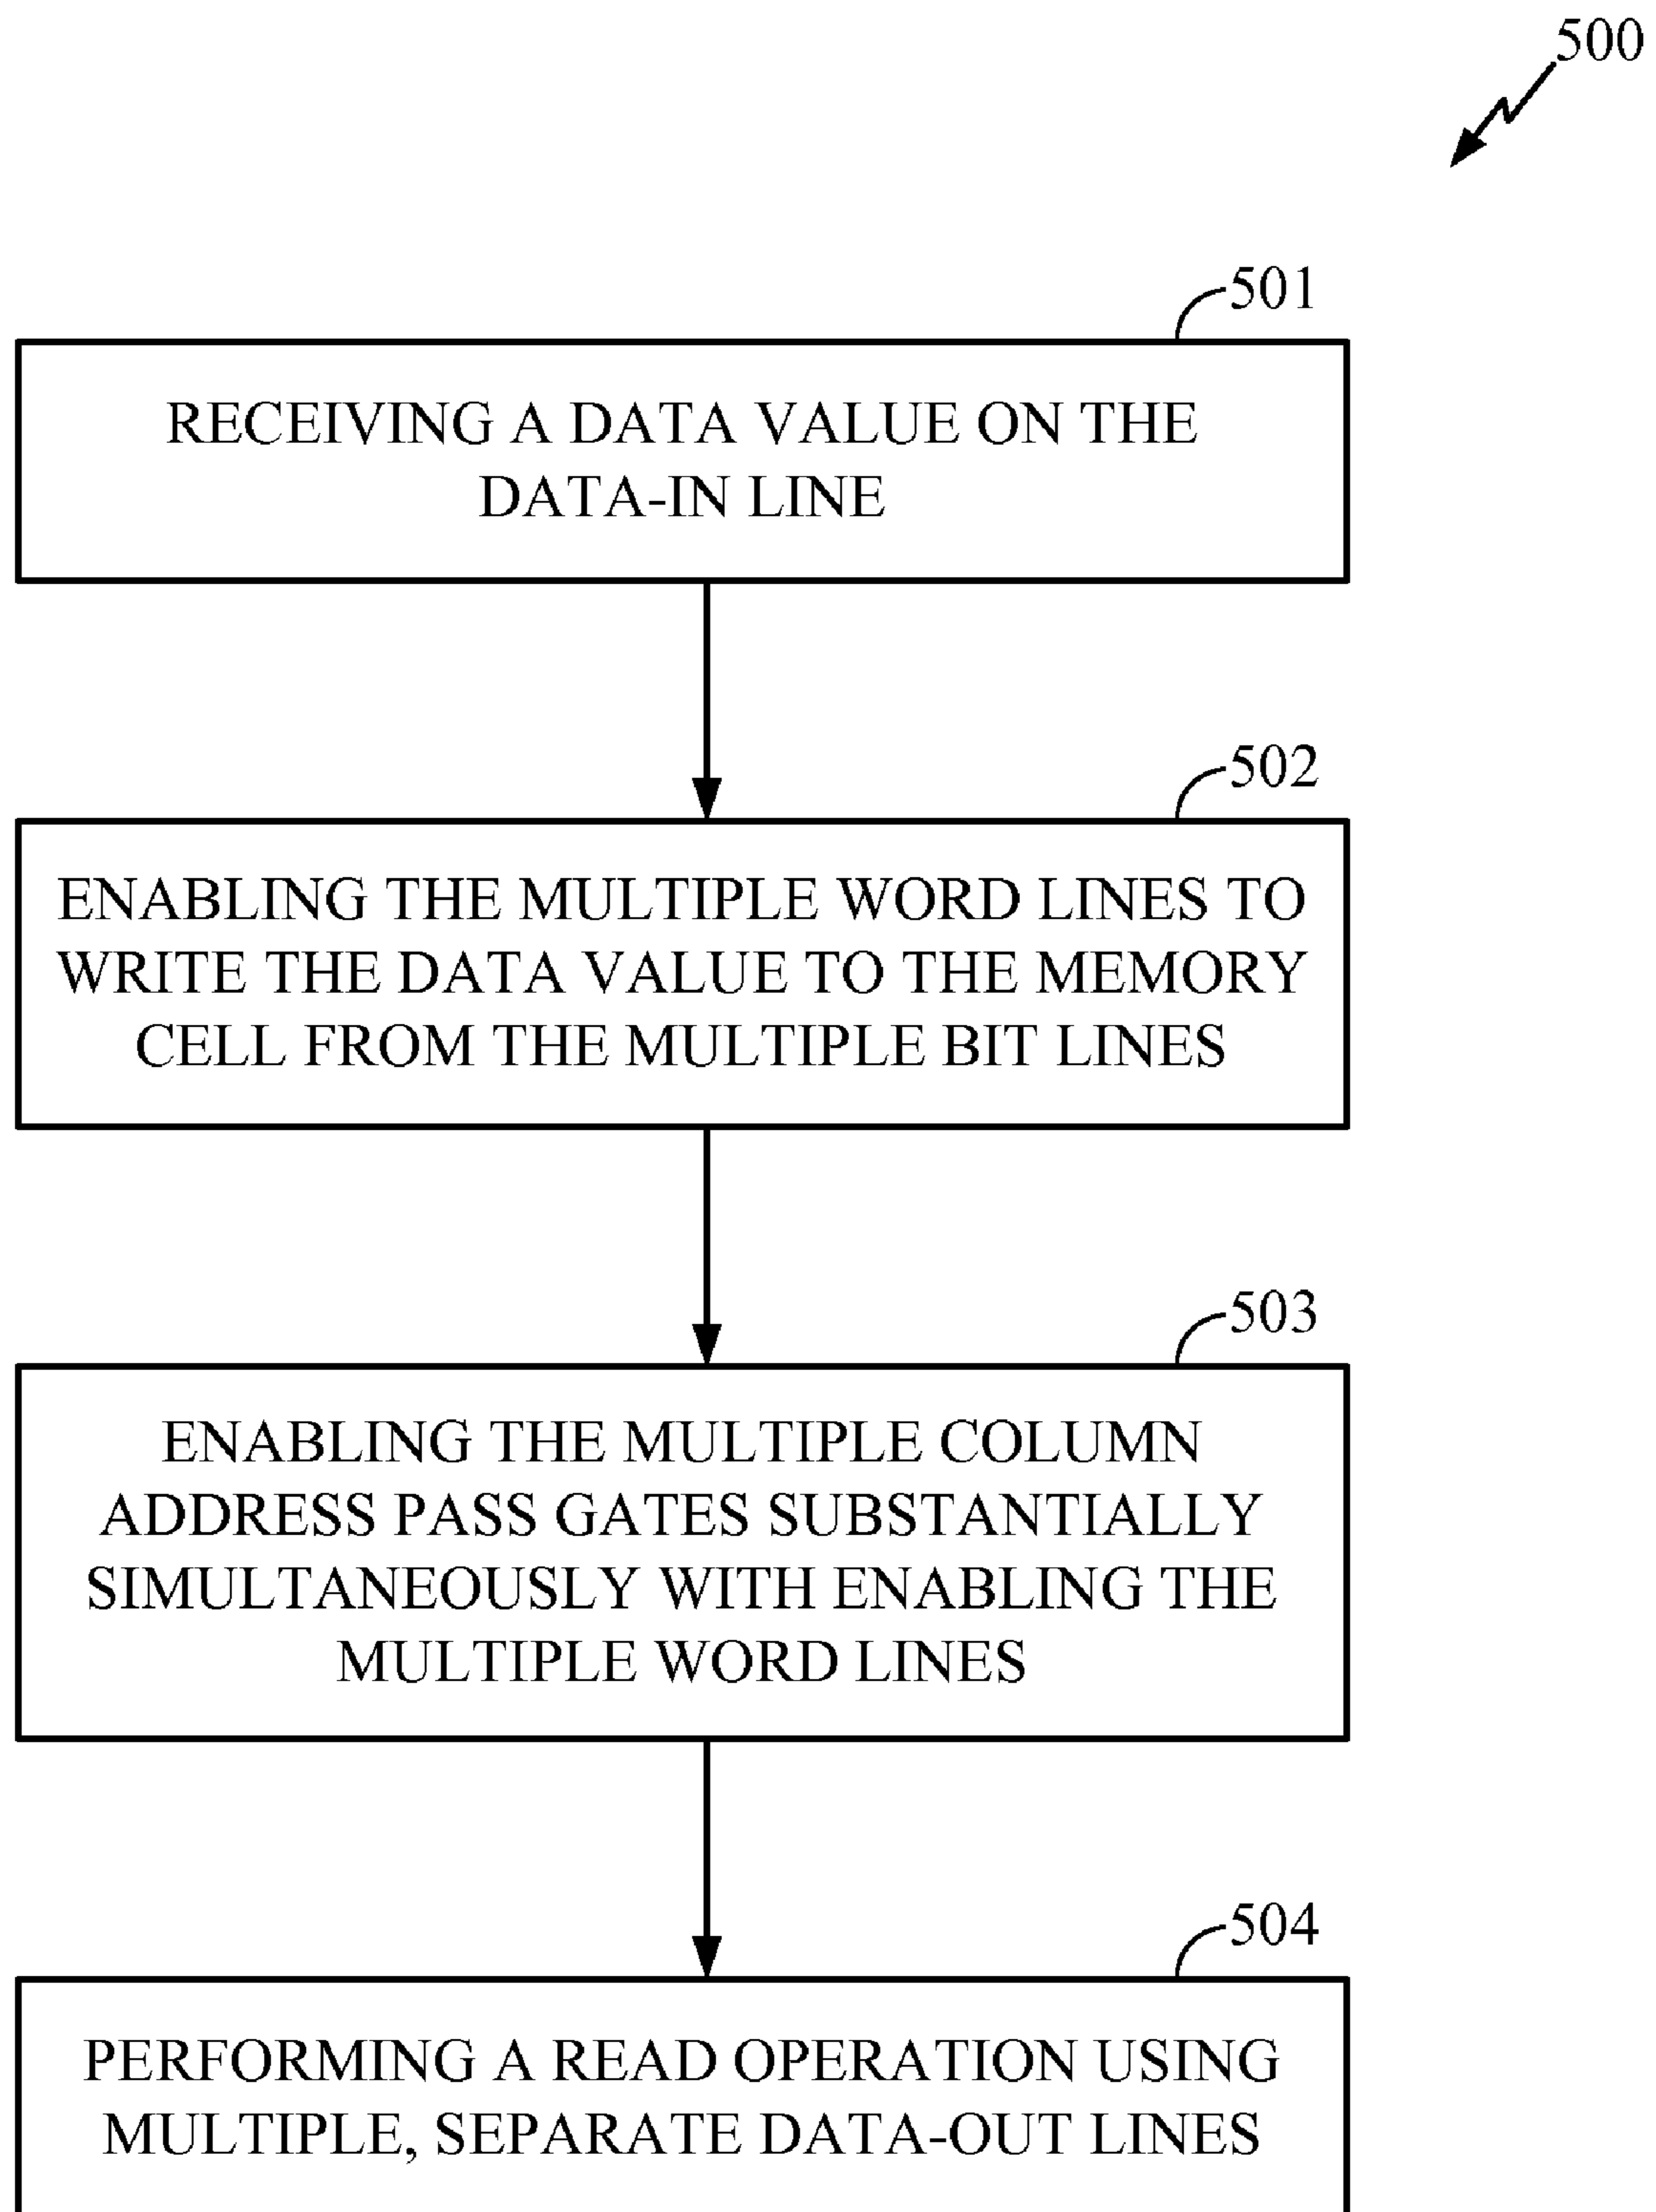 500
501
RECEIVING A DATA VALUE ON THE
DATA-IN LINE
502
ENABLING THE MULTIPLE WORD LINES TO
WRITE THE DATA VALUE TO THE MEMORY
CELL FROM THE MULTIPLE BIT LINES
503
ENABLING THE MULTIPLE COLUMN
ADDRESS PASS GATES SUBSTANTIALLY
SIMULTANEOUSLY WITH ENABLING THE
MULTIPLE WORD LINES
504
PERFORMING A READ OPERATION USING
MULTIPLE, SEPARATE DATA-OUT LINES